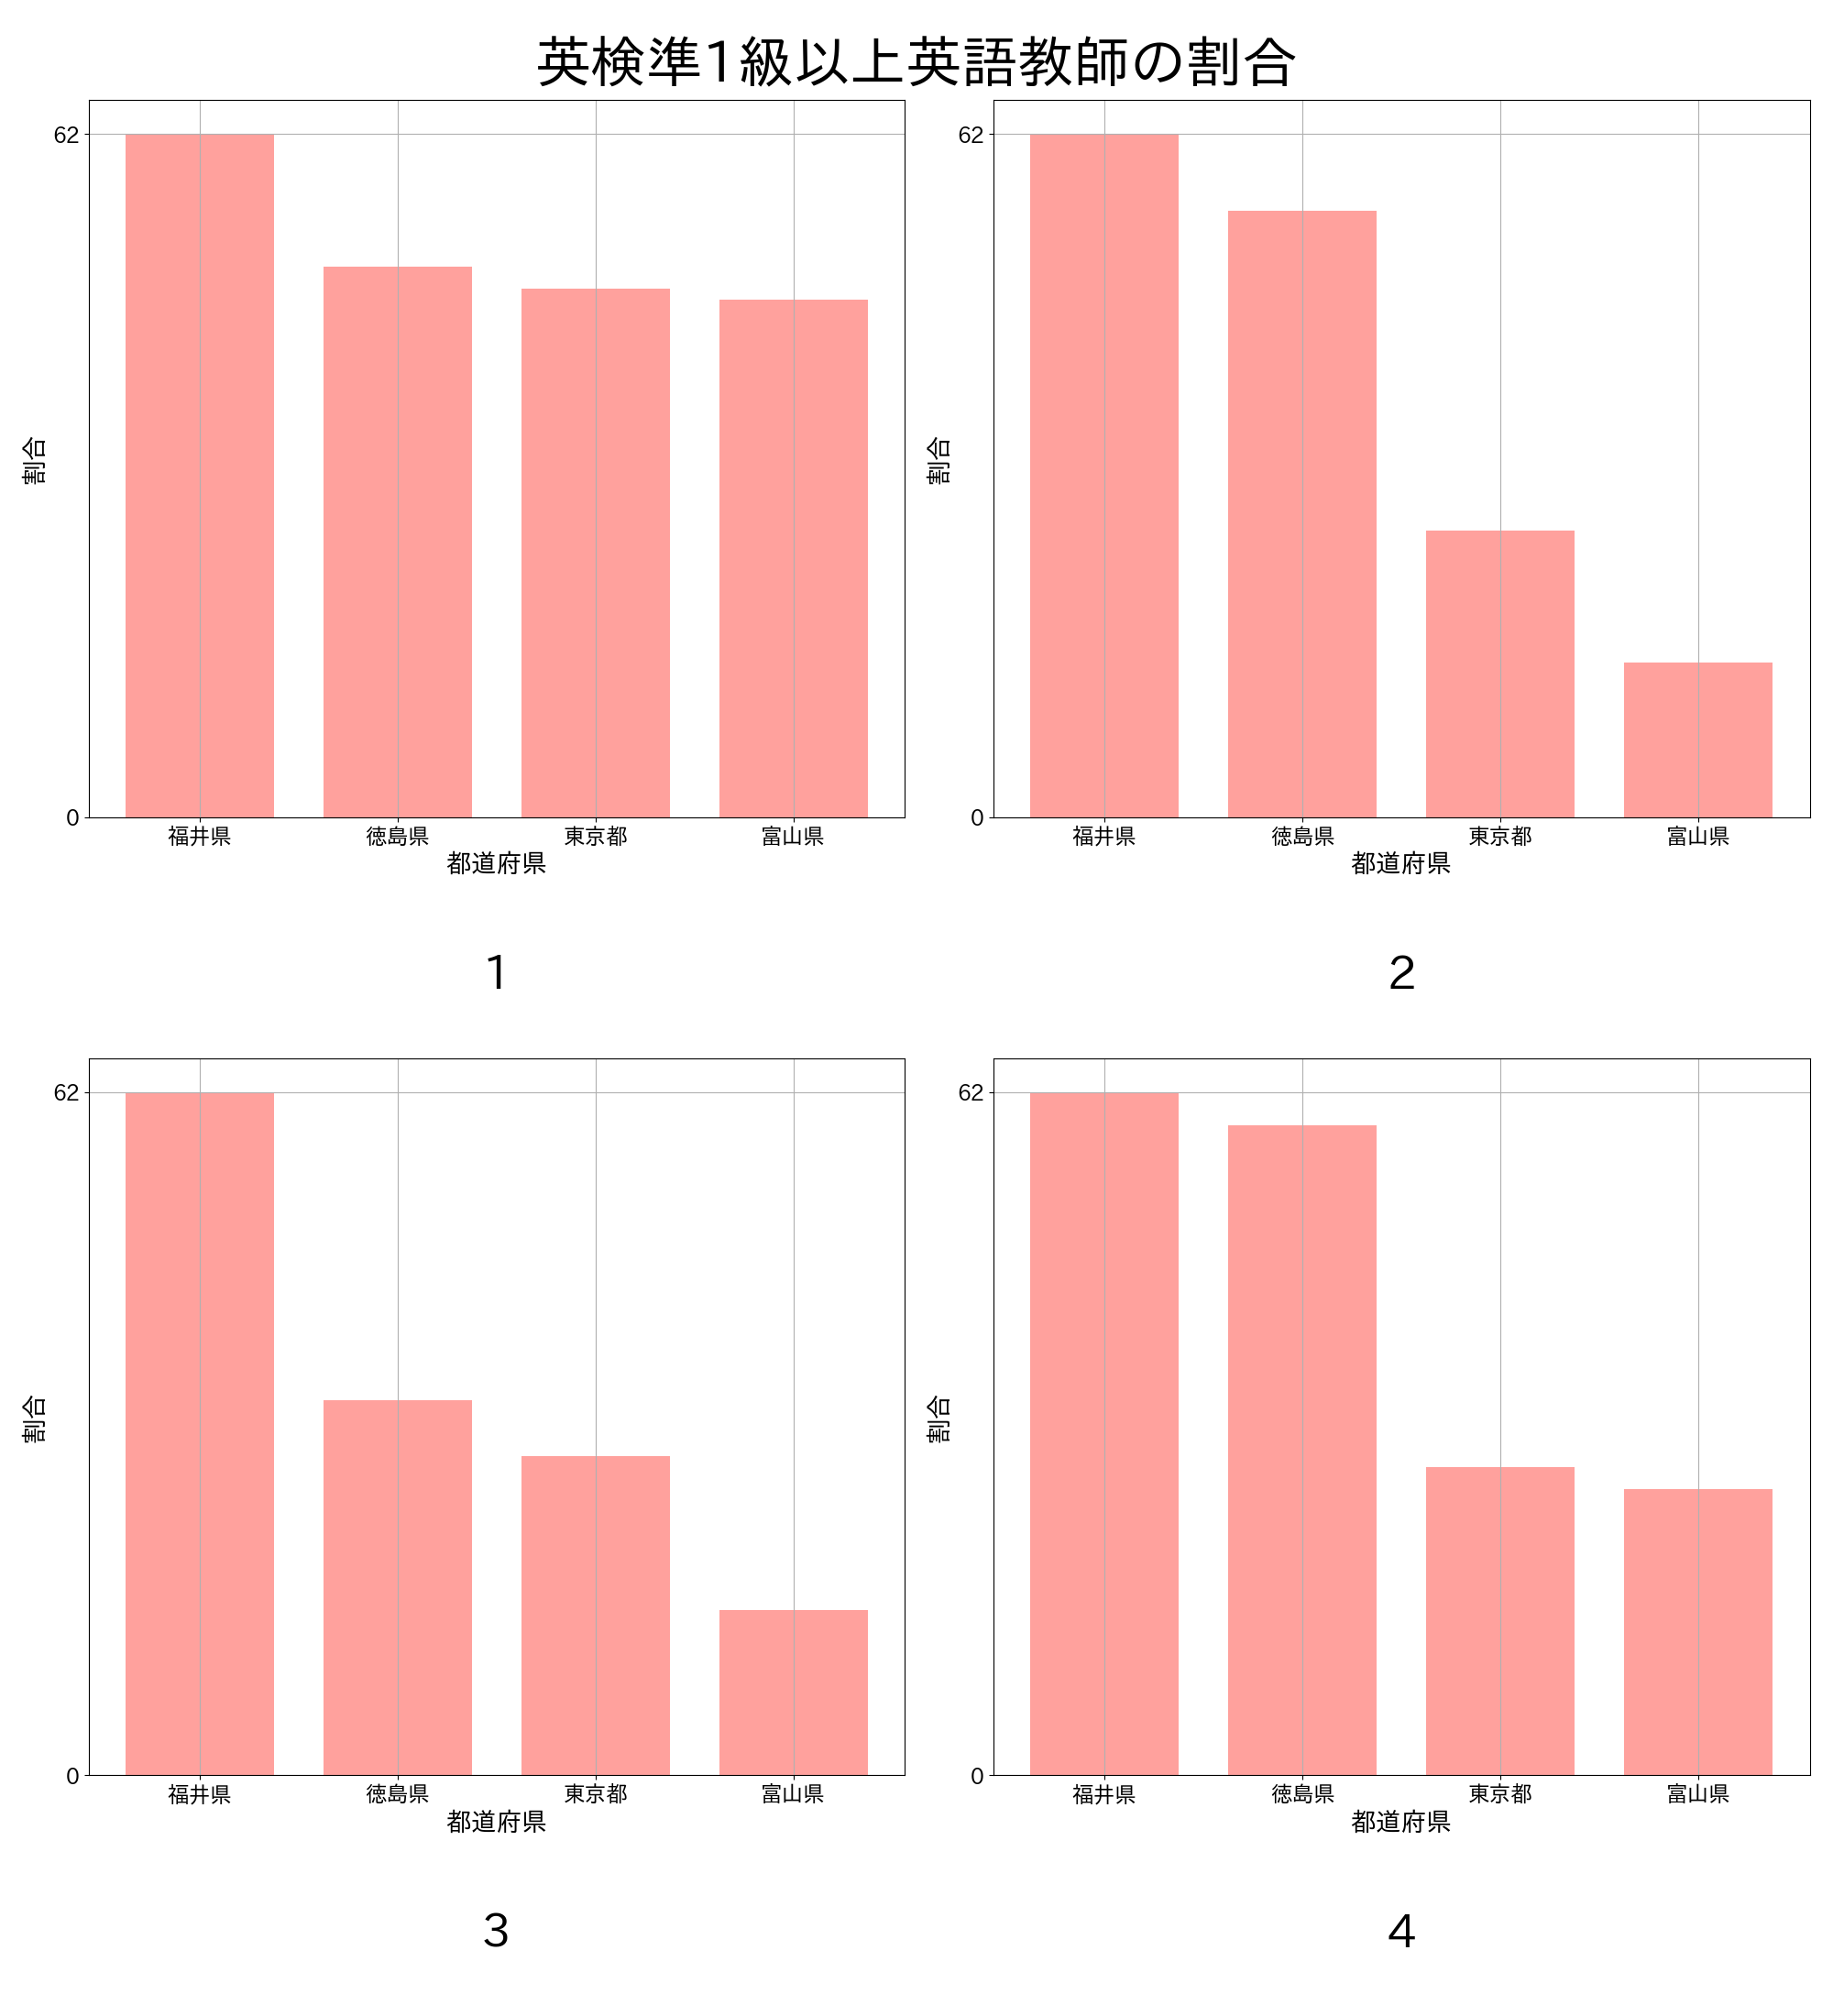 英検準1級以上英語教師の割合
62
0
割合
福井県 徳島県 東京都 富山県
都道府県
1
62
0
割合
福井県 徳島県 東京都 富山県
都道府県
2
62
0
割合
福井県 徳島県 東京都 富山県
都道府県
3
62
0
割合
福井県 徳島県 東京都 富山県
都道府県
4